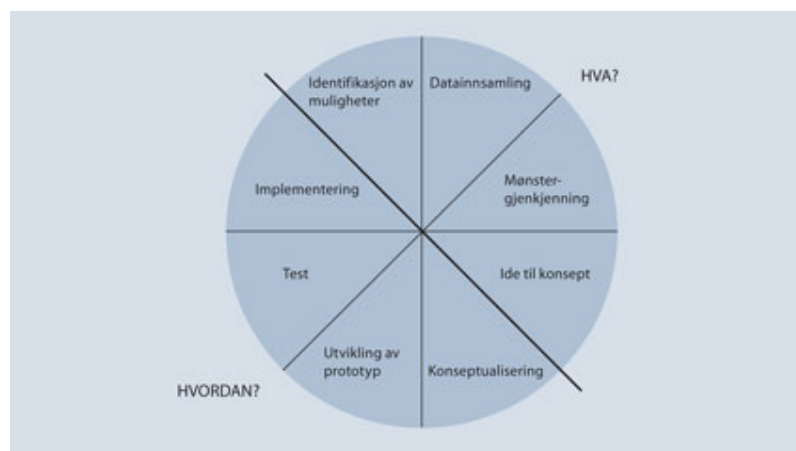 HVA?
Identifikasjon av
muligheter
Datainnsamling
Mønster-
gjenkjenning
Implementering
Test
Ide til konsept
Utvikling av
prototyp
Konseptualisering
HVORDAN?